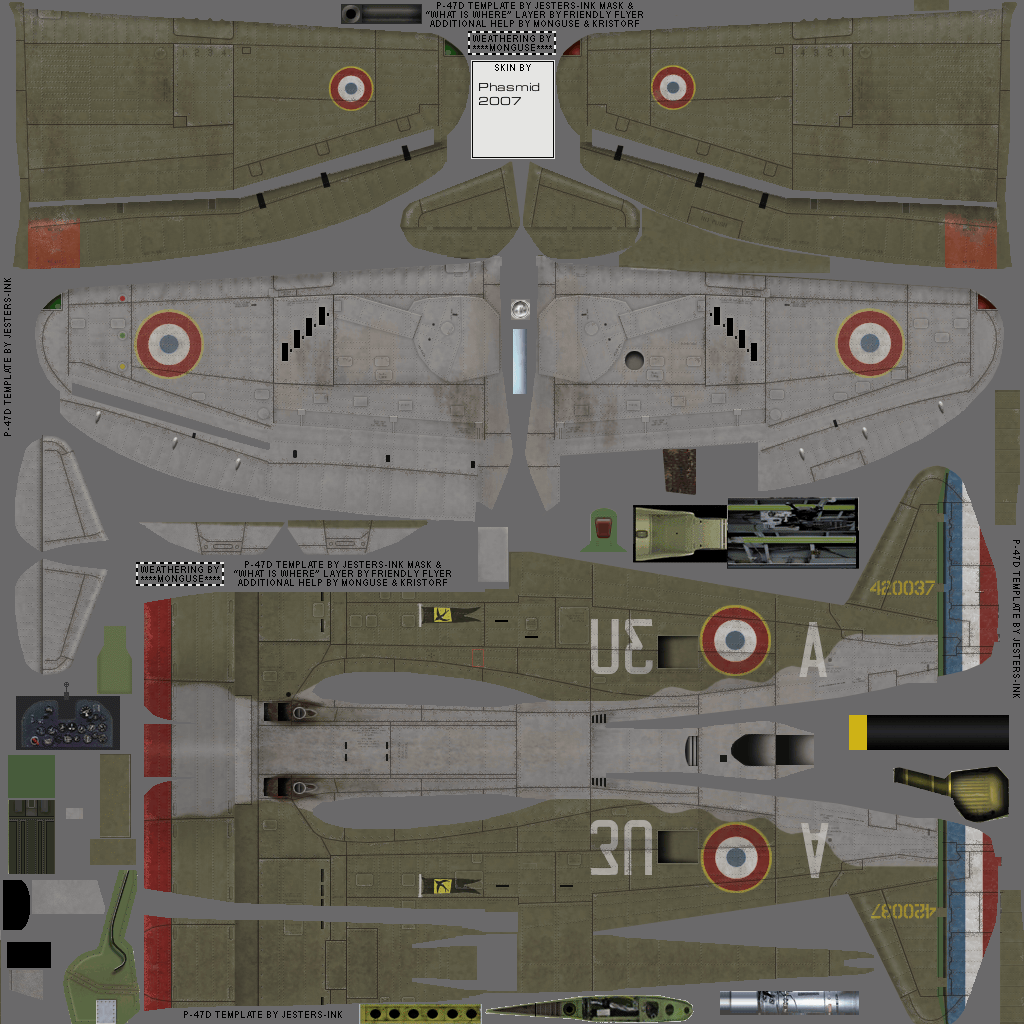 P-47D TEMPLATE BY JESTERS-INK MASK &
"WHAT IS WHERE" LAYER BY FRIENDLY FLYER
ADDITIONAL HELP BY MONGUSE & KRISTORF
WEATHERING BY
****MONGUSE****
SKIN BY
Phasmid
2007
P-47D TEMPLATE BY JESTERS-INK
WEATHERING BY
****MONGUSE****
P-47D TEMPLATE BY JESTERS-INK MASK &
"WHAT IS WHERE" LAYER BY FRIENDLY FLYER
ADDITIONAL HELP BY MONGUSE & KRISTORF
P-47D TEMPLATE BY JESTERS-INK
420037
U3 A
U3 A
420037
P-47D TEMPLATE BY JESTERS-INK